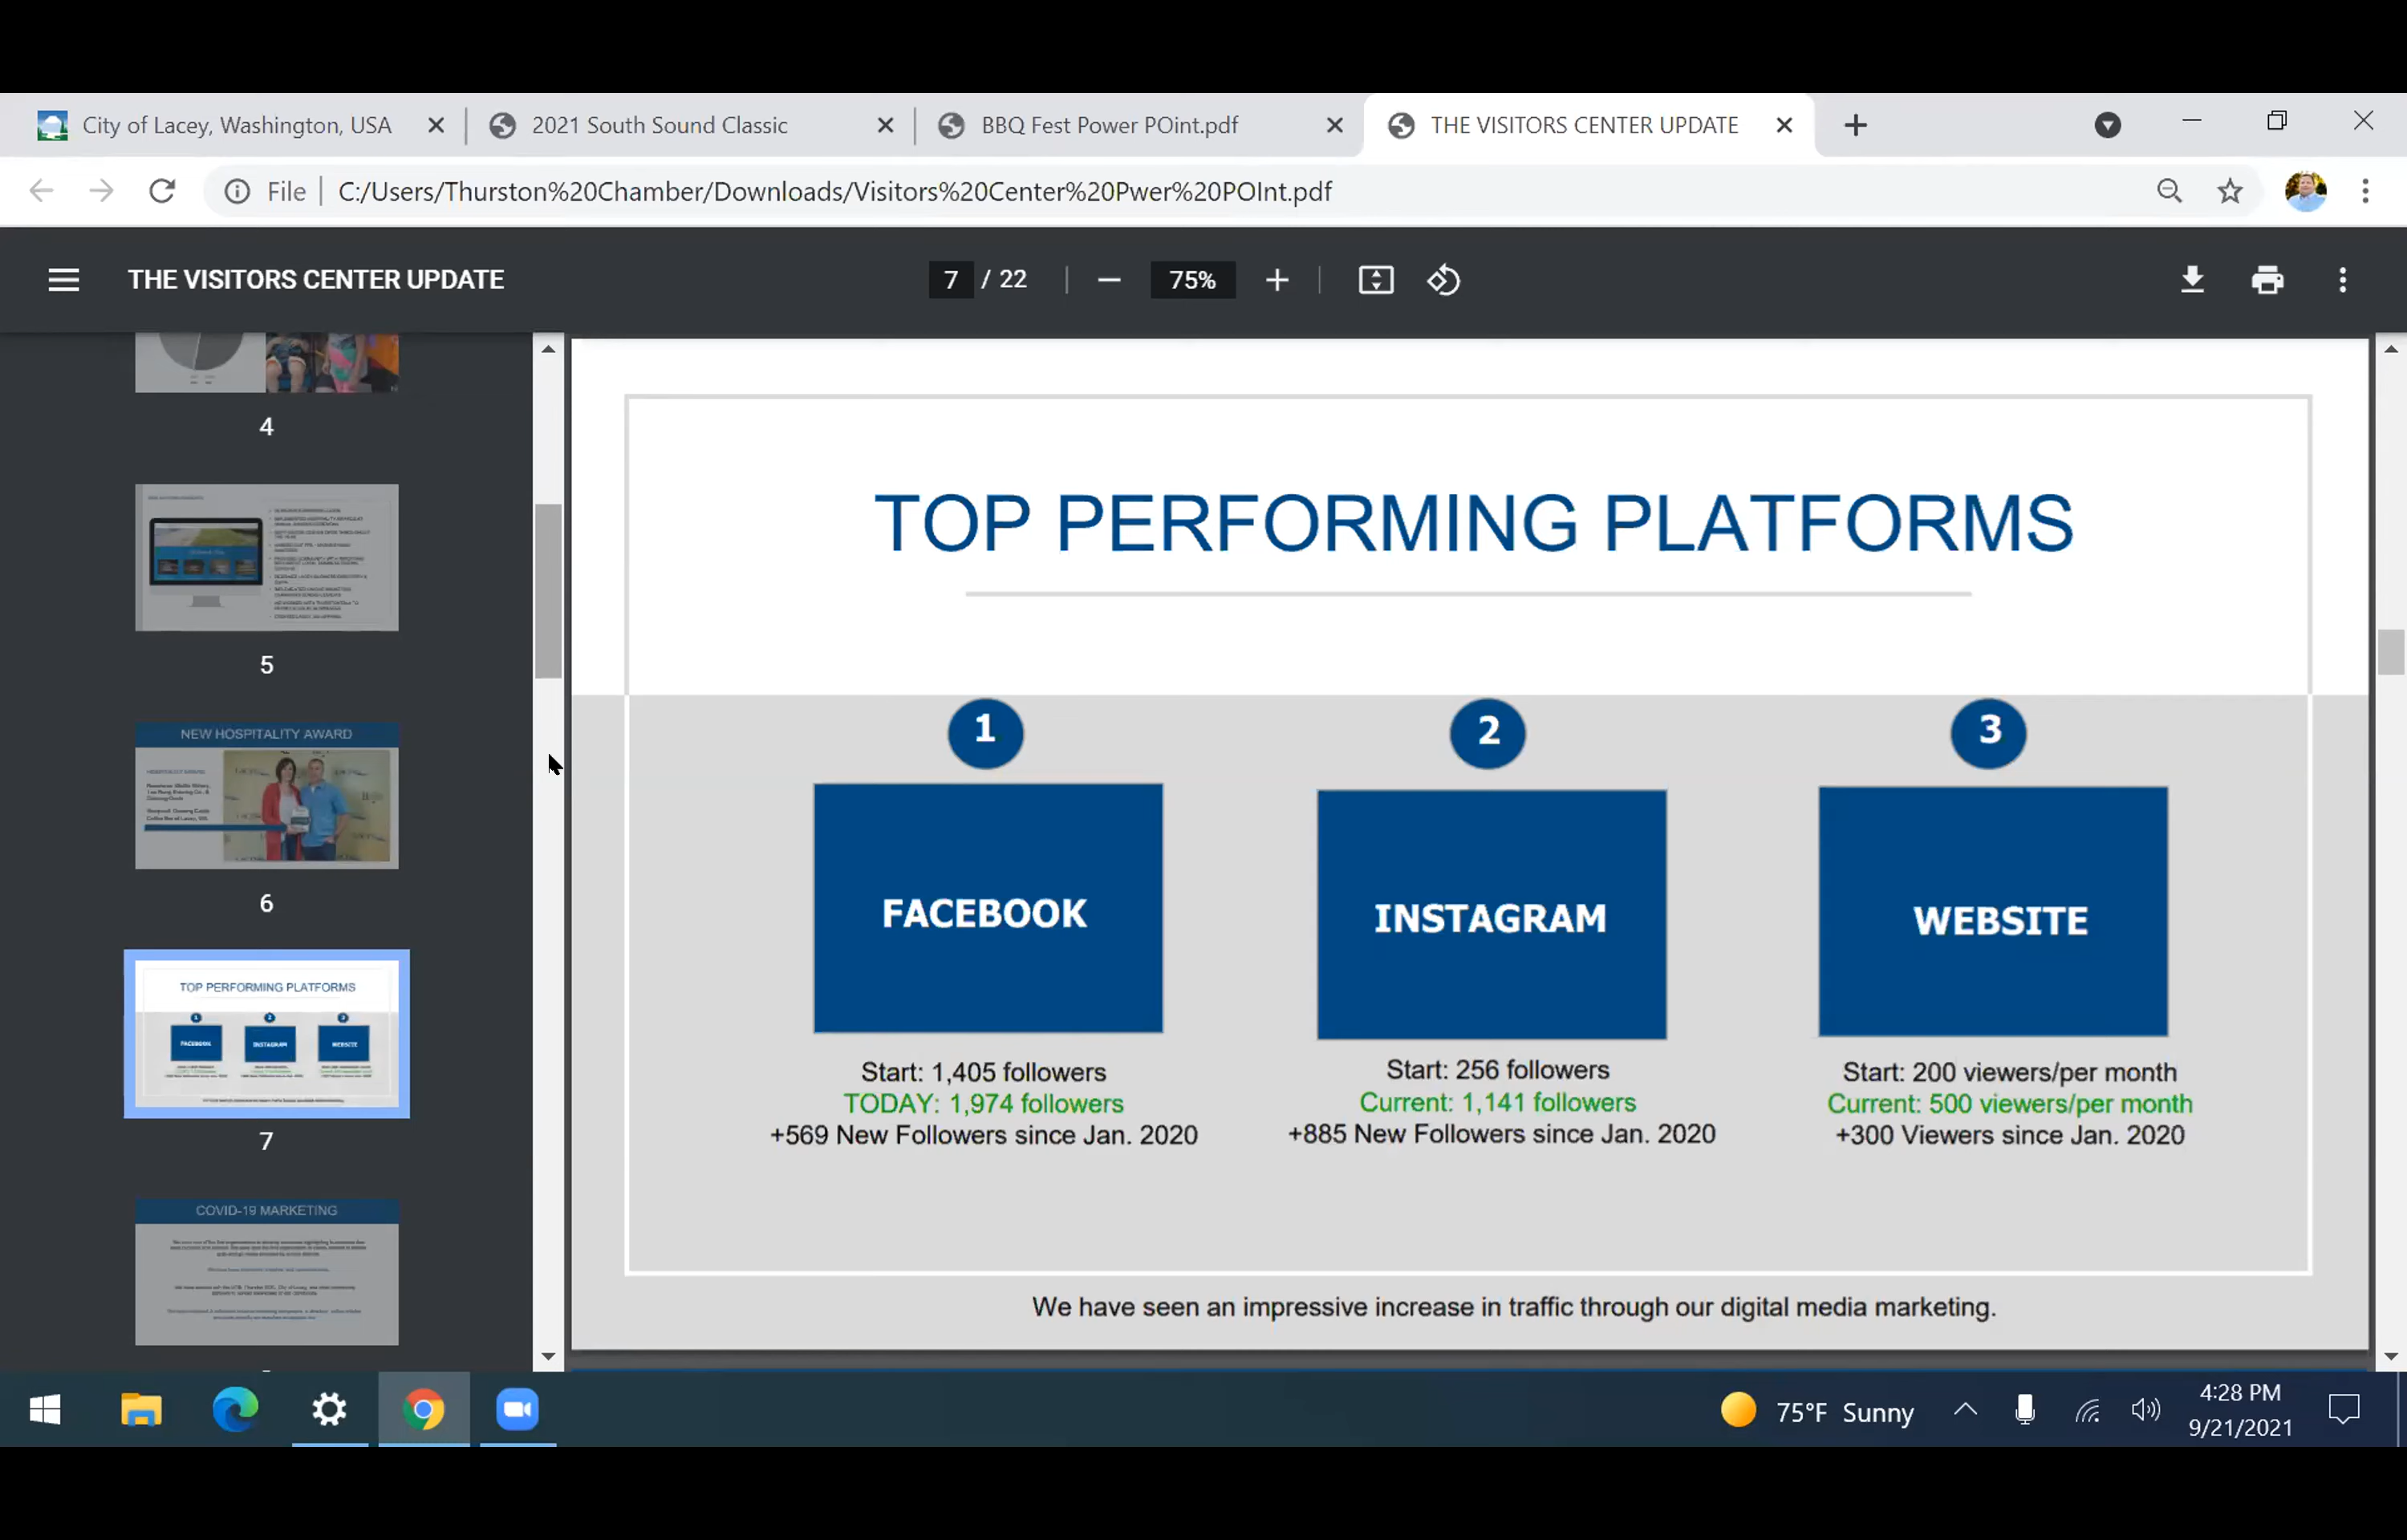 City of Lacey, Washington, USA
2021 South Sound Classic
BBQ Fest Power POint.pdf
THE VISITORS CENTER UPDATE
File
C:/Users/Thurston%20Chamber/Downloads/Visitors%20Center%20Pwer%20POInt.pdf
THE VISITORS CENTER UPDATE
7 / 22
75%
4
5
NEW HOSPITALITY AWARD
6
TOP PERFORMING PLATFORMS
1 2 3
FACEBOOK INSTAGRAM WEBSITE
7
COVID-19 MARKETING
TOP PERFORMING PLATFORMS
1
FACEBOOK
Start: 1,405 followers
TODAY: 1,974 followers
+569 New Followers since Jan. 2020
2
INSTAGRAM
Start: 256 followers
Current: 1,141 followers
+885 New Followers since Jan. 2020
3
WEBSITE
Start: 200 viewers/per month
Current: 500 viewers/per month
+300 Viewers since Jan. 2020
We have seen an impressive increase in traffic through our digital media marketing.
75°F Sunny
4:28 PM
9/21/2021